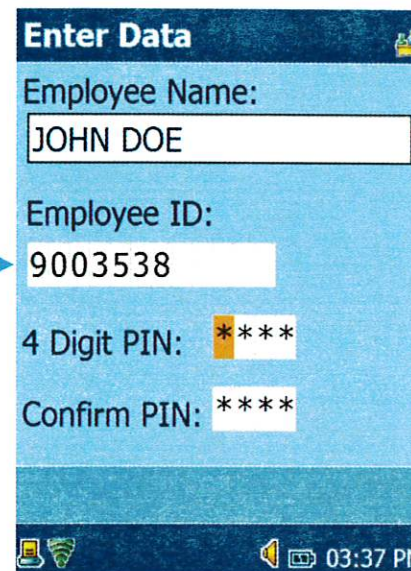 Enter Data
Employee Name:
JOHN DOE
Employee ID:
9003538
4 Digit PIN: ****
Confirm PIN: ****
03:37 P